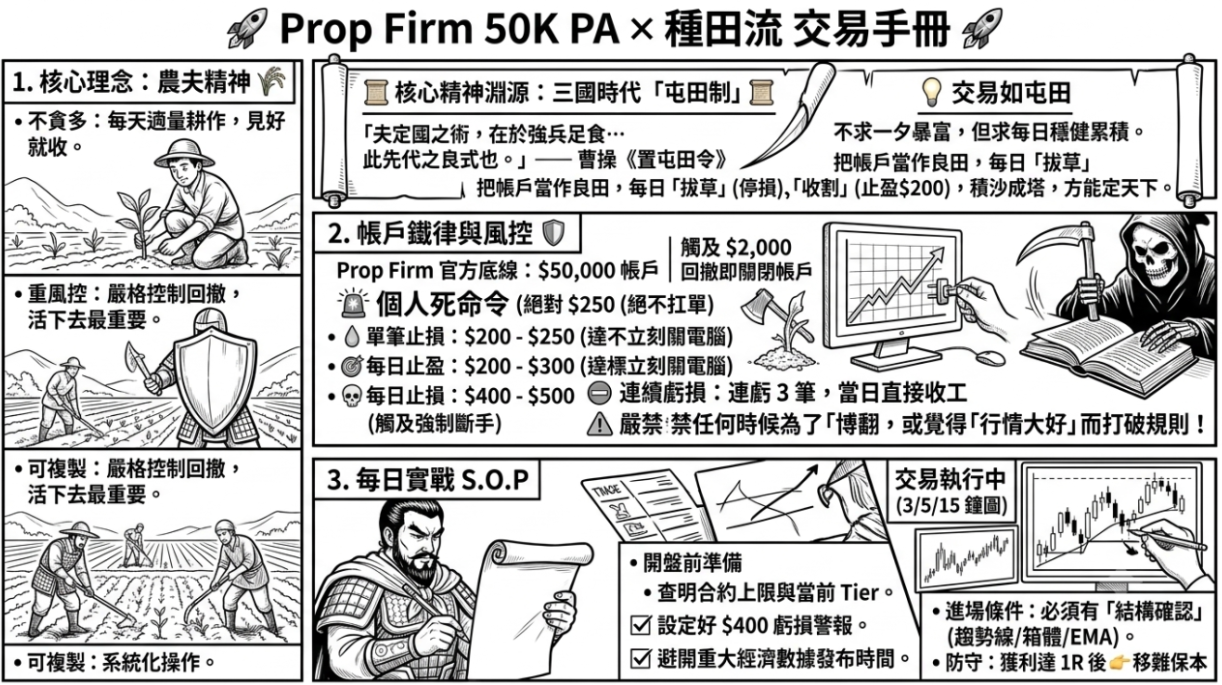 🚀 Prop Firm 50K PA × 種田流 交易手冊 🚀
1. 核心理念：農夫精神 🌾
• 不貪多：每天適量耕作，見好
就收。
• 重風控：嚴格控制回撤，
活下去最重要。
• 可複製：嚴格控制回撤，
活下去最重要。
• 可複製：系統化操作。
📜 核心精神淵源：三國時代「屯田制」📜
「夫定國之術，在於強兵足食…
此先代之良式也。」── 曹操《置屯田令》
💡 交易如屯田
不求一夕暴富，但求每日穩健累積。
把帳戶當作良田，每日「拔草」
把帳戶當作良田，每日「拔草」(停損),「收割」(止盈$200)，積沙成塔，方能定天下。
2. 帳戶鐵律與風控 🛡️
Prop Firm 官方底線：$50,000 帳戶
觸及 $2,000
回撤即關閉帳戶
🚨 個人死命令 (絕對 $250 (絕不扛單)
• 💧 單筆止損：$200 - $250 (達不立刻關電腦)
• 🎯 每日止盈：$200 - $300 (達標立刻關電腦)
• 💀 每日止損：$400 - $500
(觸及強制斷手)
⛔ 連續虧損：連虧 3 筆，當日直接收工
⚠️ 嚴禁:禁任何時候為了「博翻，或覺得「行情大好」而打破規則！
3. 每日實戰 S.O.P
• 開盤前準備
• 查明合約上限與當前 Tier。
☑ 設定好 $400 虧損警報。
☑ 避開重大經濟數據發布時間。
交易執行中
(3/5/15 鐘圖)
• 進場條件：必須有「結構確認」
(趨勢線/箱體/EMA)。
• 防守：獲利達 1R 後 👉 移雞保本